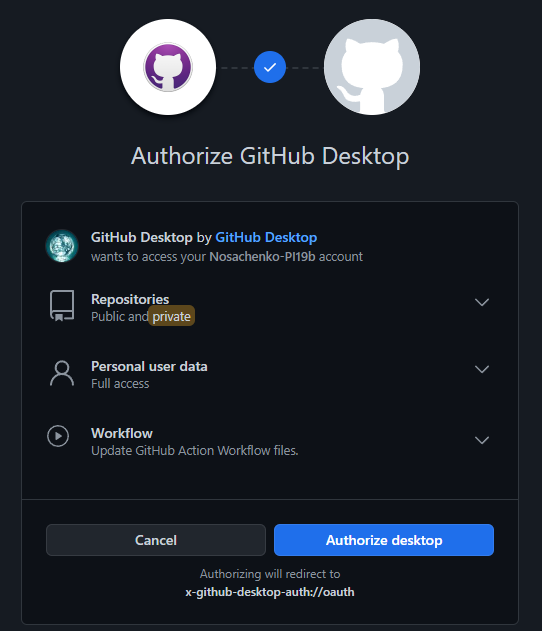 Authorize GitHub Desktop
GitHub Desktop by GitHub Desktop
wants to access your Nosachenko-PI19b account
Repositories
Public and private
Personal user data
Full access
Workflow
Update GitHub Action Workflow files.
Cancel
Authorize desktop
Authorizing will redirect to
x-github-desktop-auth://oauth